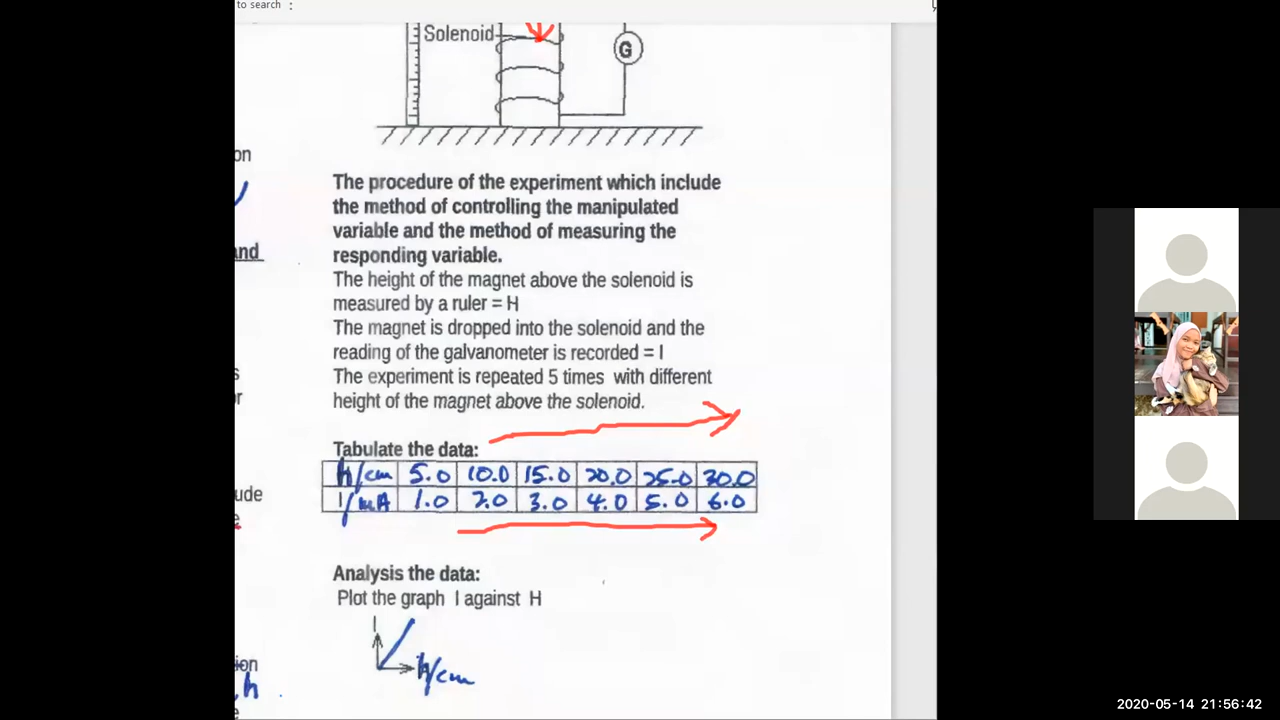 to search :
Solenoid
G
on
The procedure of the experiment which include
and
the method of controlling the manipulated
variable and the method of measuring the
responding variable.
The height of the magnet above the solenoid is
measured by a ruler = H
The magnet is dropped into the solenoid and the
reading of the galvanometer is recorded = I
The experiment is repeated 5 times with different
height of the magnet above the solenoid.
Tabulate the data:
h/cm 5.0 10.0 15.0 20.0 25.0 30.0
I/mA 1.0 2.0 3.0 4.0 5.0 6.0
ude
Analysis the data:
Plot the graph I against H
I
h/cm
ion
h
2020-05-14 21:56:42